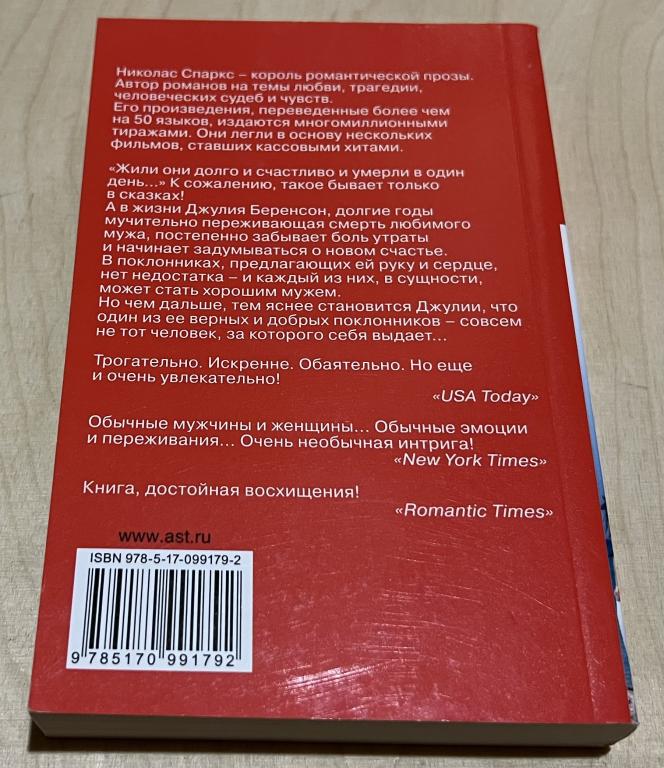 Николас Спаркс – король романтической прозы.
Автор романов на темы любви, трагедии,
человеческих судеб и чувств.
Его произведения, переведенные более чем
на 50 языков, издаются многомиллионными
тиражами. Они легли в основу нескольких
фильмов, ставших кассовыми хитами.
«Жили они долго и счастливо и умерли в один
день...» К сожалению, такое бывает только
в сказках!
А в жизни Джулия Беренсон, долгие годы
мучительно переживающая смерть любимого
мужа, постепенно забывает боль утраты
и начинает задумываться о новом счастье.
В поклонниках, предлагающих ей руку и сердце,
нет недостатка – и каждый из них, в сущности,
может стать хорошим мужем.
Но чем дальше, тем яснее становится Джулии, что
один из ее верных и добрых поклонников – совсем
не тот человек, за которого себя выдает...
Трогательно. Искренне. Обаятельно. Но еще
и очень увлекательно!
«USA Today»
Обычные мужчины и женщины... Обычные эмоции
и переживания... Очень необычная интрига!
«New York Times»
Книга, достойная восхищения!
«Romantic Times»
www.ast.ru
ISBN 978-5-17-099179-2
9 785170 991792